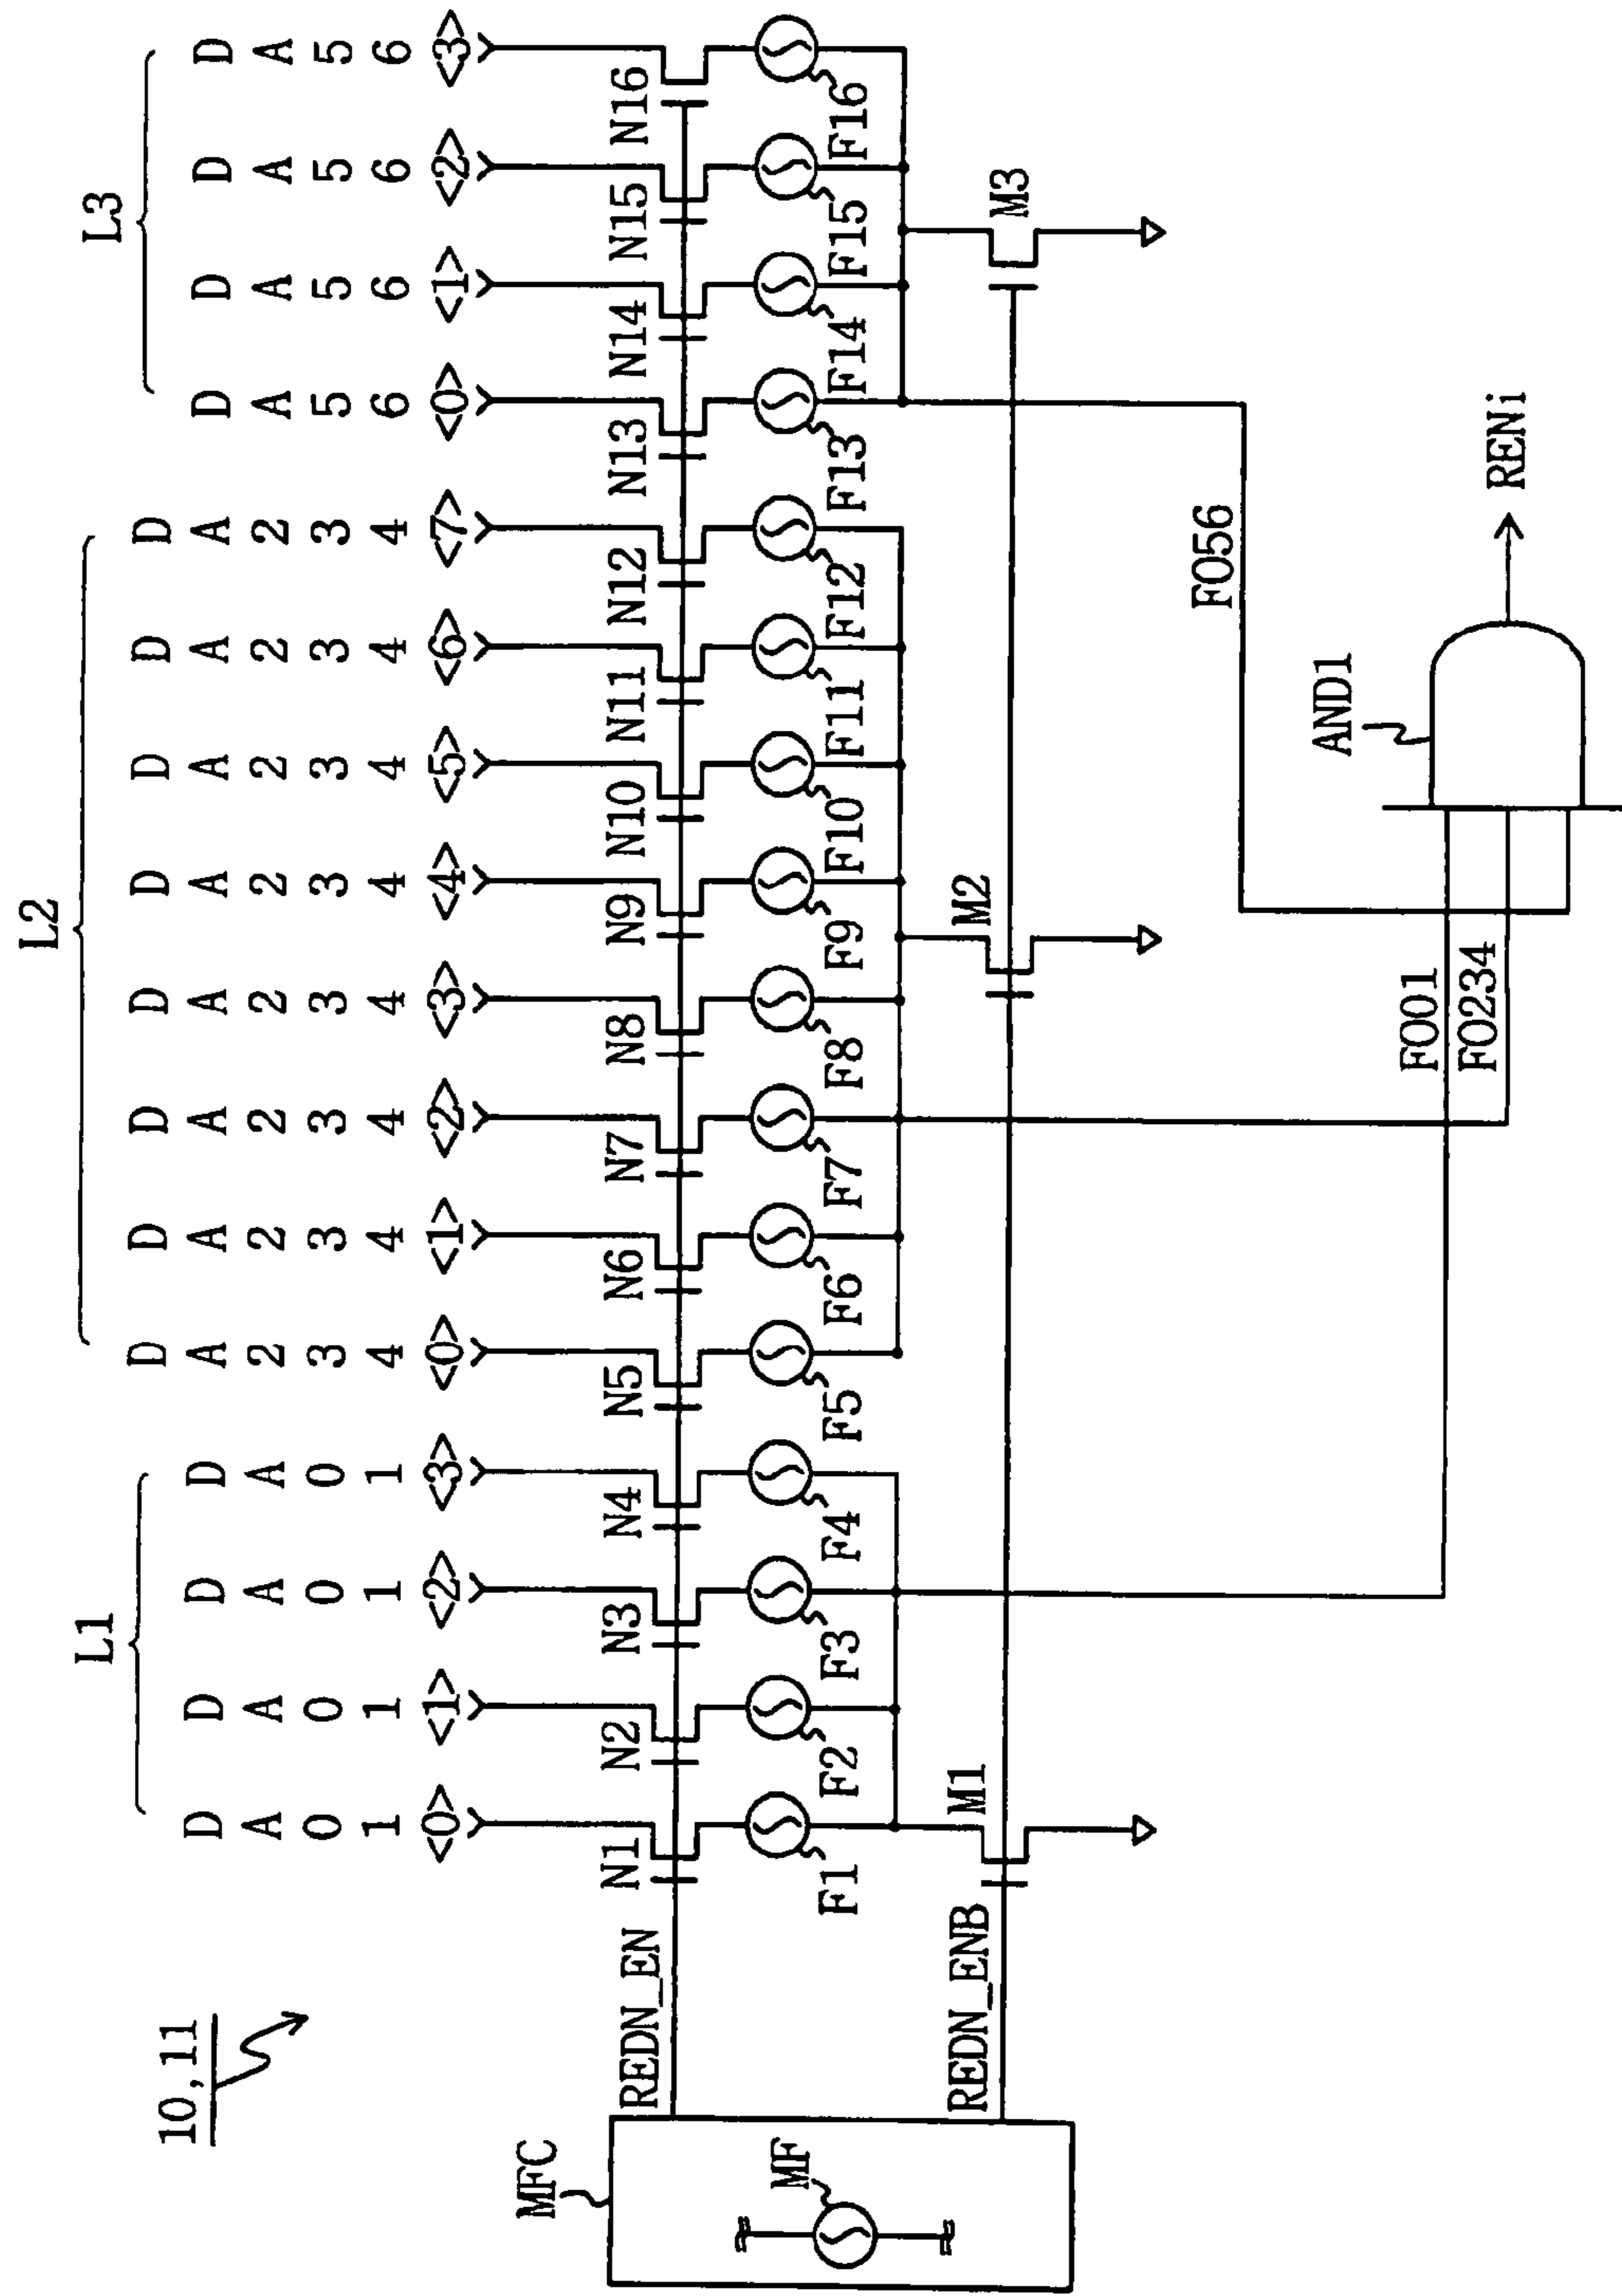 10,11
L1
L2
L3
DA01<0>
DA01<1>
DA01<2>
DA01<3>
DA234<0>
DA234<1>
DA234<2>
DA234<3>
DA234<4>
DA234<5>
DA234<6>
DA234<7>
DA56<0>
DA56<1>
DA56<2>
DA56<3>
MFC
MF
REDN_EN
N1
N2
N3
N4
N5
N6
N7
N8
N9
N10
N11
N12
N13
N14
N15
N16
F1
F2
F3
F4
F5
F6
F7
F8
F9
F10
F11
F12
F13
F14
F15
F16
REDN_ENB
M1
M2
M3
FO01
FO234
FO56
AND1
RENi